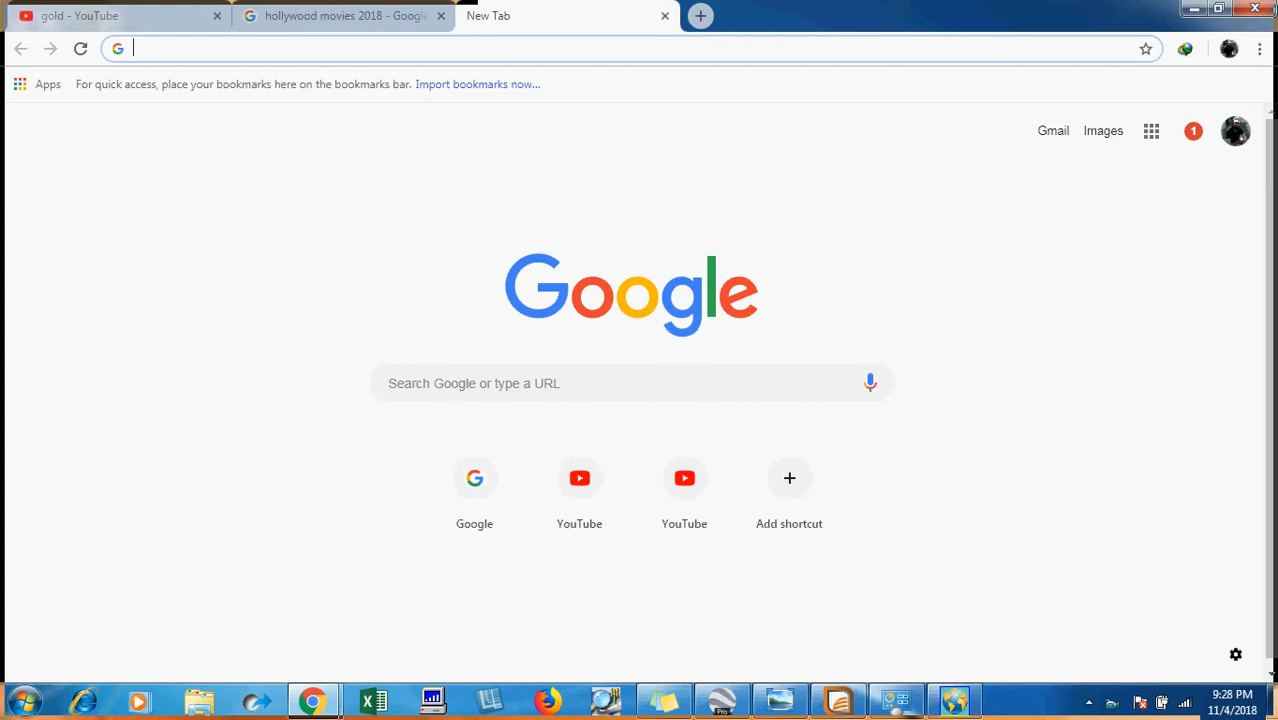 gold - YouTube
hollywood movies 2018 - Google
New Tab
Apps
For quick access, place your bookmarks here on the bookmarks bar. Import bookmarks now...
Gmail
Images
1
Google
Search Google or type a URL
Google
YouTube
YouTube
Add shortcut
Pro
9:28 PM
11/4/2018